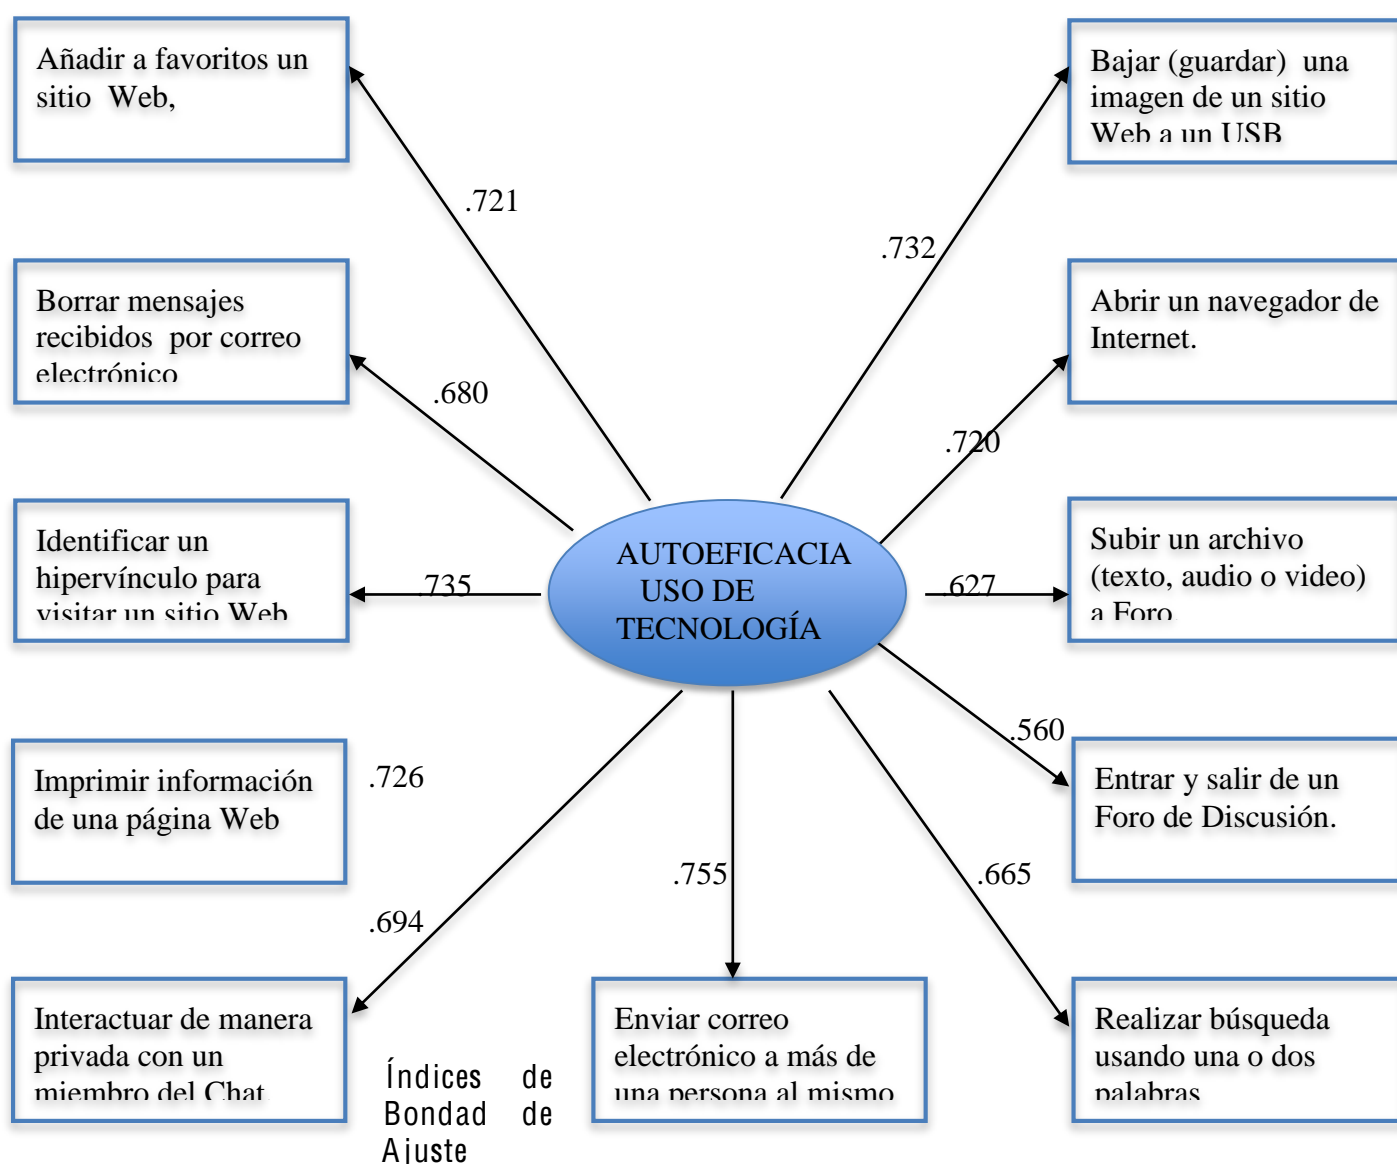 Añadir a favoritos un
sitio Web,
Bajar (guardar) una
imagen de un sitio
Web a un USB
.721
.732
Borrar mensajes
recibidos por correo
electrónico
Abrir un navegador de
Internet.
.680
.720
Identificar un
hipervínculo para
visitar un sitio Web
.735
AUTOEFICACIA
USO DE
TECNOLOGÍA
.627
Subir un archivo
(texto, audio o video)
a Foro
.560
Imprimir información
de una página Web
.726
Entrar y salir de un
Foro de Discusión.
.694
.755
.665
Interactuar de manera
privada con un
miembro del Chat
Enviar correo
electrónico a más de
una persona al mismo
Realizar búsqueda
usando una o dos
palabras
Índices de
Bondad de
Ajuste